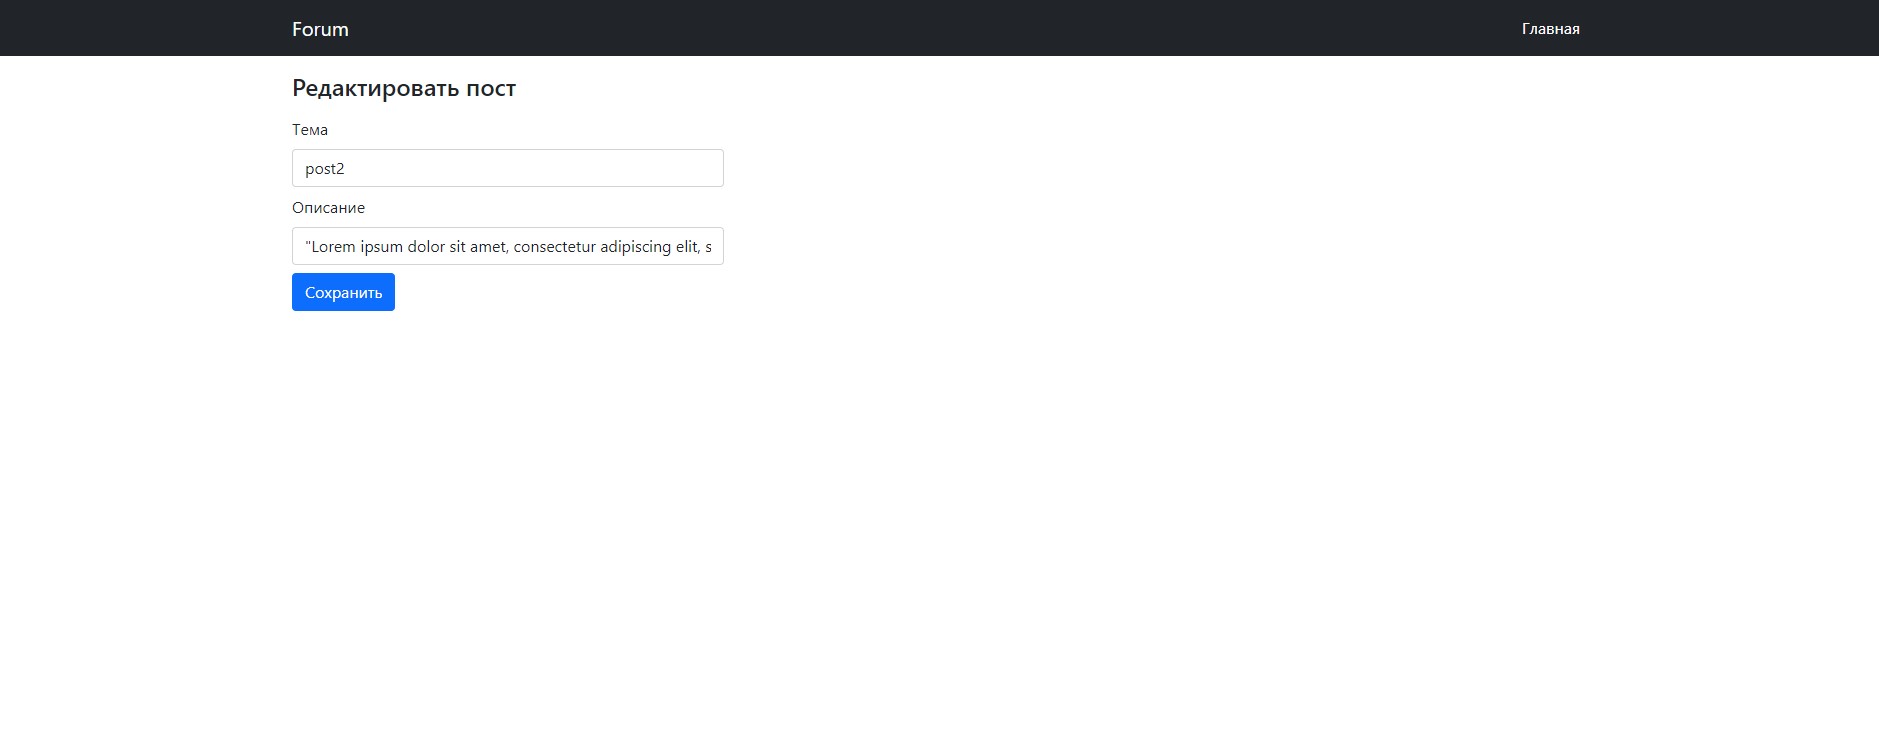 Forum
Главная
Редактировать пост
Тема
post2
Описание
"Lorem ipsum dolor sit amet, consectetur adipiscing elit, s
Сохранить